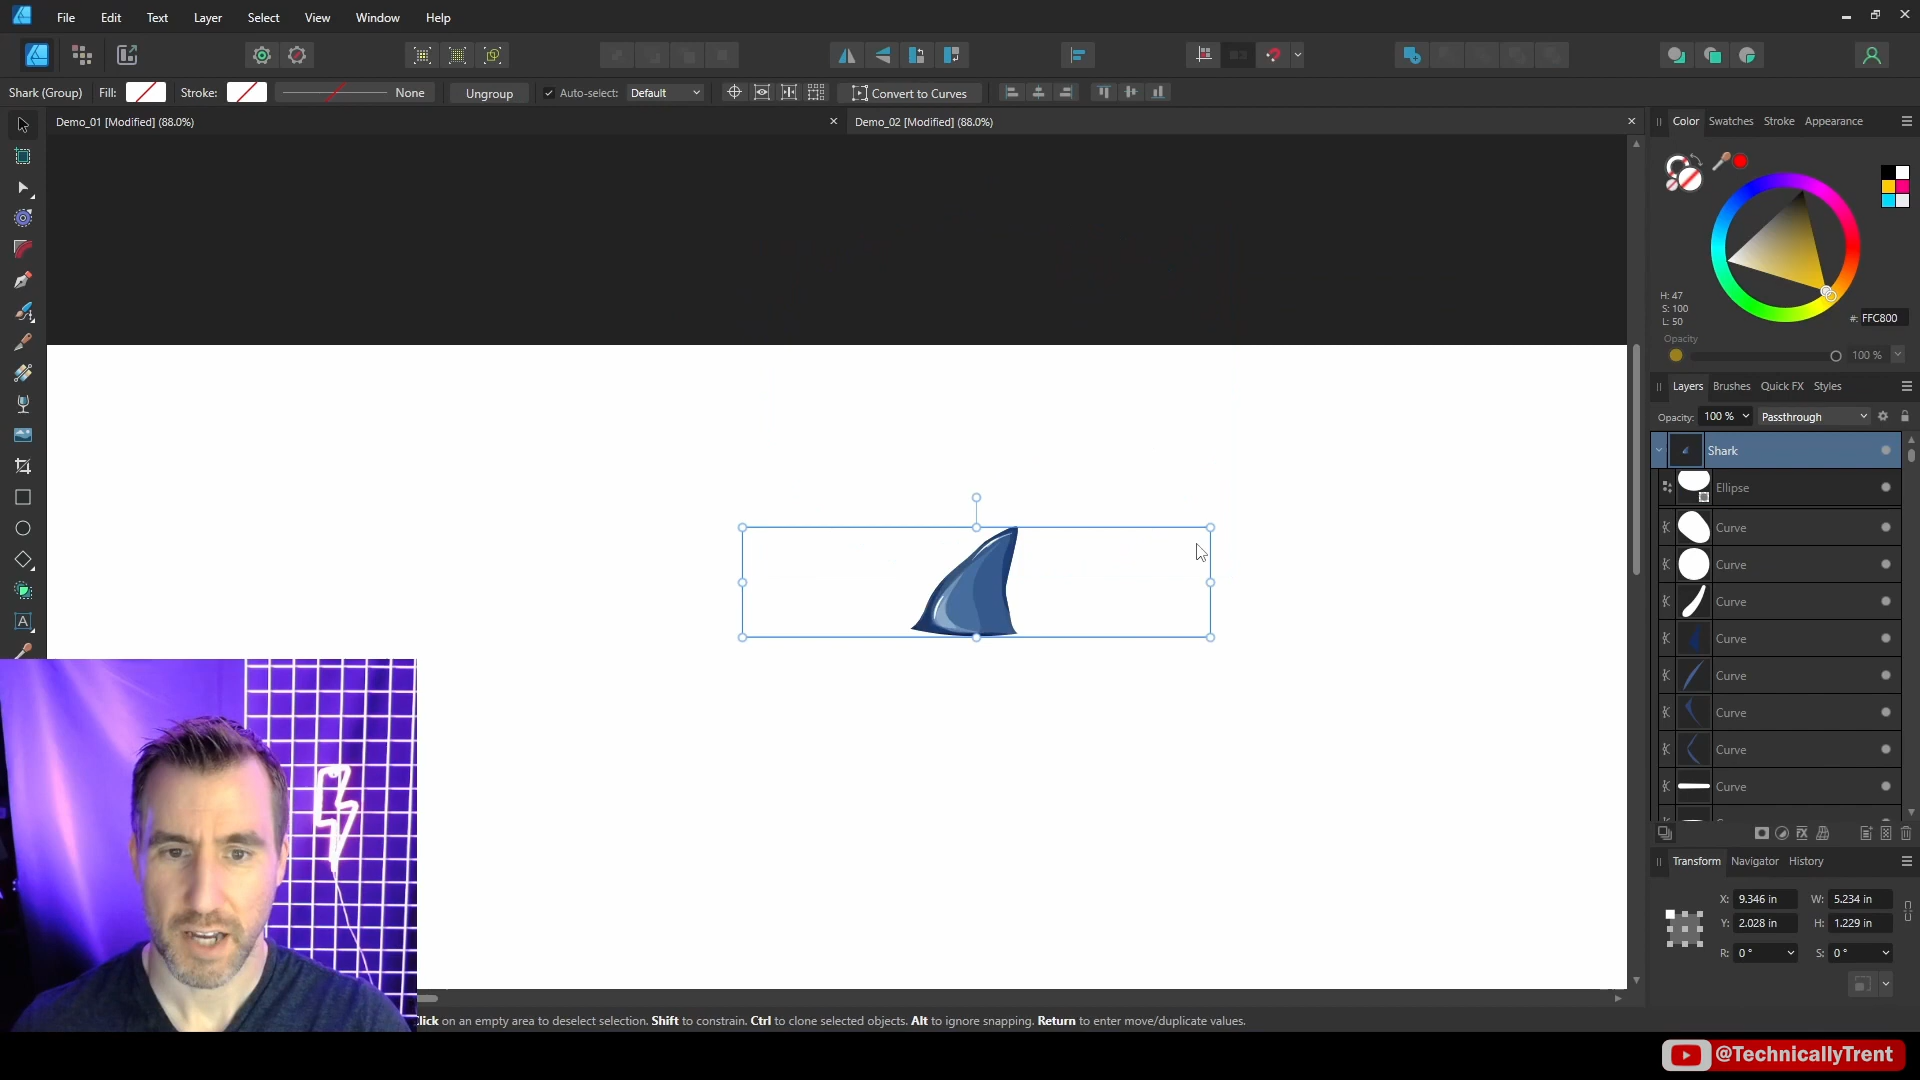 File Edit Text Layer Select View Window Help
Shark (Group) Fill: Stroke: None Ungroup Auto-select: Default Convert to Curves
Demo_01 [Modified] (88.0%)
Demo_02 [Modified] (88.0%)
Color Swatches Stroke Appearance
H: 47
S: 100
L: 50
#: FFC800
Opacity
100 %
Layers Brushes Quick FX Styles
Opacity: 100 % Passthrough
Shark
Ellipse
Curve
Curve
Curve
Curve
Curve
Curve
Curve
Curve
Transform Navigator History
X: 9.346 in W: 5.234 in
Y: 2.028 in H: 1.229 in
R: 0 ° S: 0 °
lick on an empty area to deselect selection. Shift to constrain. Ctrl to clone selected objects. Alt to ignore snapping. Return to enter move/duplicate values.
@TechnicallyTrent